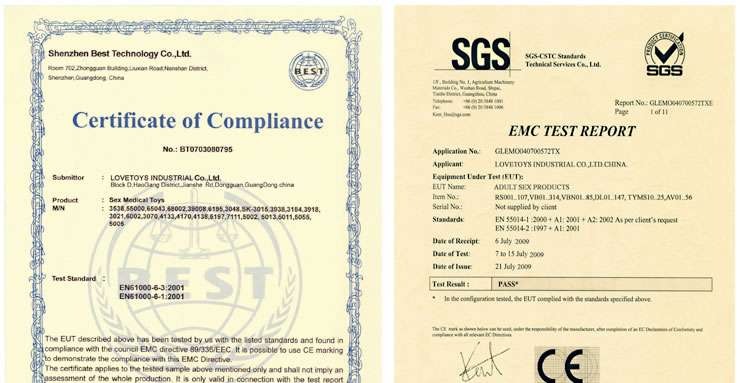 Shenzhen Best Technology Co.,Ltd.
Room 702,Zhongguan Building,Liuxian Road,Nanshan District,
Shenzhen,Guangdong, China
BEST
Certificate of Compliance
No.: BT0703080795
Submittor : LOVETOYS INDUSTRIAL Co.,Ltd.
Block D,HaoGang District,Jianshe Rd,Dongguan,GuangDong china
Product : Sex Medical Toys
M/N : 3538,55000,65043,68002,39008,6195,3048,SK-3015,3938,3184,3918,
3021,6002,3070,4133,4170,4138,5197,7111,5002, 5013,5011,5055,
5005
BEST
Test Standard :
EN61000-6-3:2001
EN61000-6-1:2001
The EUT described above has been tested by us with the listed standards and found in
compliance with the council EMC directive 89/336/EEC. It is possible to use CE marking
to demonstrate the compliance with this EMC Directive.
The certificate applies to the tested sample above mentioned only and shall not imply an
assessment of the whole production. It is only valid in connection with the test report
SGS
SGS-CSTC Standards
Technical Services Co., Ltd.
PRODUCT CERTIFICATION
SGS
1/F., Building No. 1, Agriculture Machinery
Materials Co., Wushan Road, Shipai,
Tianhe District, Guangzhou, China
Telephone: +86 (0) 20 3848 1001
Fax: +86 (0) 20 3848 1006
Report No.: GLEMO040700572TXE
Page 1 of 11
EMC TEST REPORT
Application No.: GLEMO040700572TX
Applicant: LOVETOYS INDUSTRIAL CO.,LTD.CHINA.
Equipment Under Test (EUT):
EUT Name: ADULT SEX PRODUCTS
Item No.: RS001..107,VB01..314,VBN01..85,DL01..147, TYMS10..25,AV01..56
Serial No.: Not supplied by client
Standards: EN 55014-1 :2000 + A1: 2001 + A2: 2002 As per client's request
EN 55014-2 :1997 + A1: 2001
Date of Receipt: 6 July 2009
Date of Test: 7 to 15 July 2009
Date of Issue: 21 July 2009
Test Result : PASS*
* In the configuration tested, the EUT complied with the standards specified above.
The CE mark as shown below can be used, under the responsibility of the manufacturer, after completion of an EC Declaration of Conformity and
compliance with all relevant EC Directives.
Kent
CE